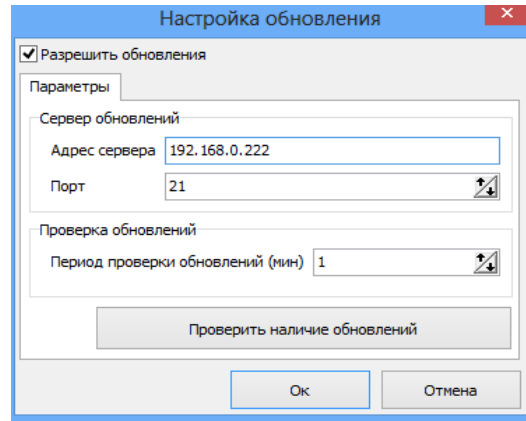 Настройка обновления
Разрешить обновления
Параметры
Сервер обновлений
Адрес сервера 192.168.0.222
Порт 21
Проверка обновлений
Период проверки обновлений (мин) 1
Проверить наличие обновлений
Ок Отмена